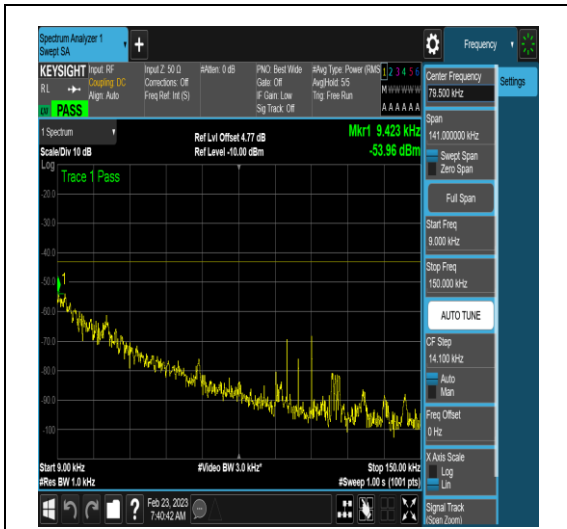 Spectrum Analyzer 1
Swept SA
+
Frequency
KEYSIGHT
Input: RF
Coupling: DC
Align: Auto
Input Z: 50 Ω
Corrections: Off
Freq Ref: Int (S)
#Atten: 0 dB
PNO: Best Wide
Gate: Off
IF Gain: Low
Sig Track: Off
#Avg Type: Power (RMS
Avg|Hold: 5/5
Trig: Free Run
1 2 3 4 5 6
M W W W W W
A A A A A A
R L
PASS
Settings
Center Frequency
79.500 kHz
Span
141.000000 kHz
Swept Span
Zero Span
Full Span
Start Freq
9.000 kHz
Stop Freq
150.000 kHz
AUTO TUNE
CF Step
14.100 kHz
Auto
Man
Freq Offset
0 Hz
X Axis Scale
Log
Lin
Signal Track
(Span Zoom)
1 Spectrum
Scale/Div 10 dB
Ref Lvl Offset 4.77 dB
Ref Level -10.00 dBm
Mkr1 9.423 kHz
-53.96 dBm
Log
Trace 1 Pass
1
-20.0
-30.0
-40.0
-50.0
-60.0
-70.0
-80.0
-90.0
-100
Start 9.00 kHz
#Res BW 1.0 kHz
#Video BW 3.0 kHz*
Stop 150.00 kHz
#Sweep 1.00 s (1001 pts)
?
Feb 23, 2023
7:40:42 AM